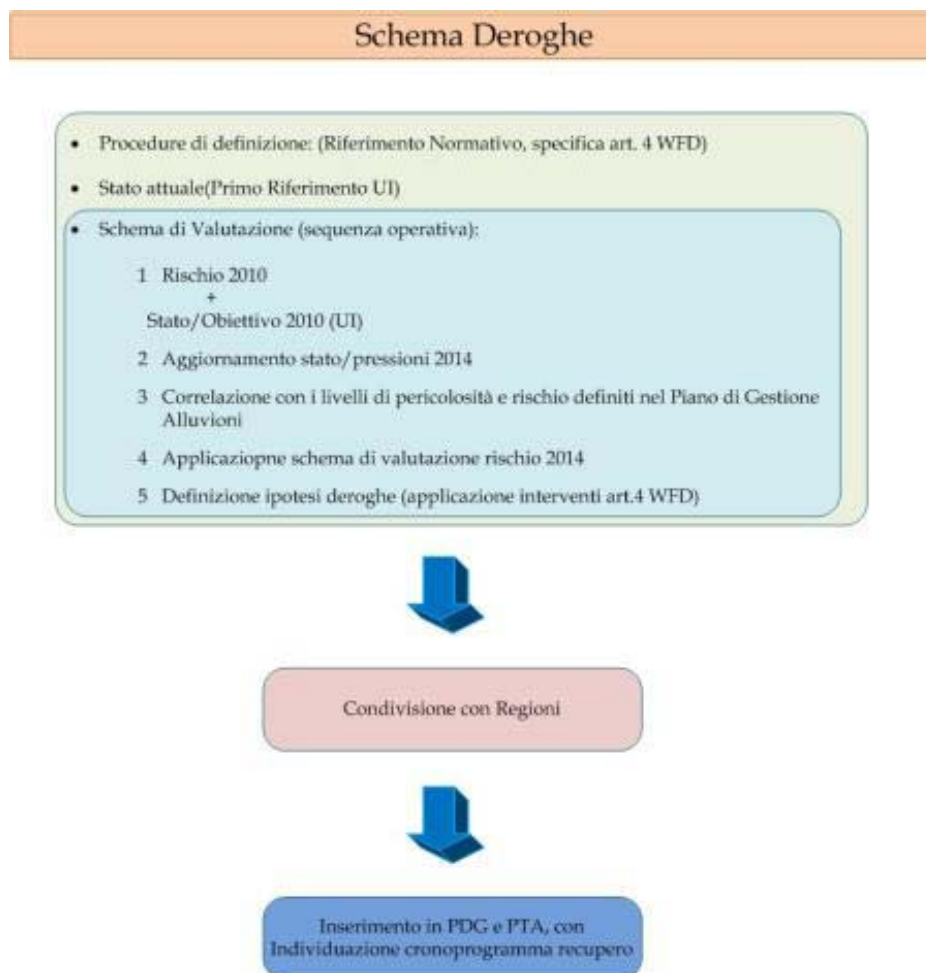 Schema Deroghe
• Procedure di definizione: (Riferimento Normativo, specifica art. 4 WFD)
• Stato attuale(Primo Riferimento UI)
• Schema di Valutazione (sequenza operativa):
1 Rischio 2010
+
Stato/Obiettivo 2010 (UI)
2 Aggiornamento stato/pressioni 2014
3 Correlazione con i livelli di pericolosità e rischio definiti nel Piano di Gestione
Alluvioni
4 Applicaziopne schema di valutazione rischio 2014
5 Definizione ipotesi deroghe (applicazione interventi art.4 WFD)
Condivisione con Regioni
Inserimento in PDG e PTA, con
Individuazione cronoprogramma recupero